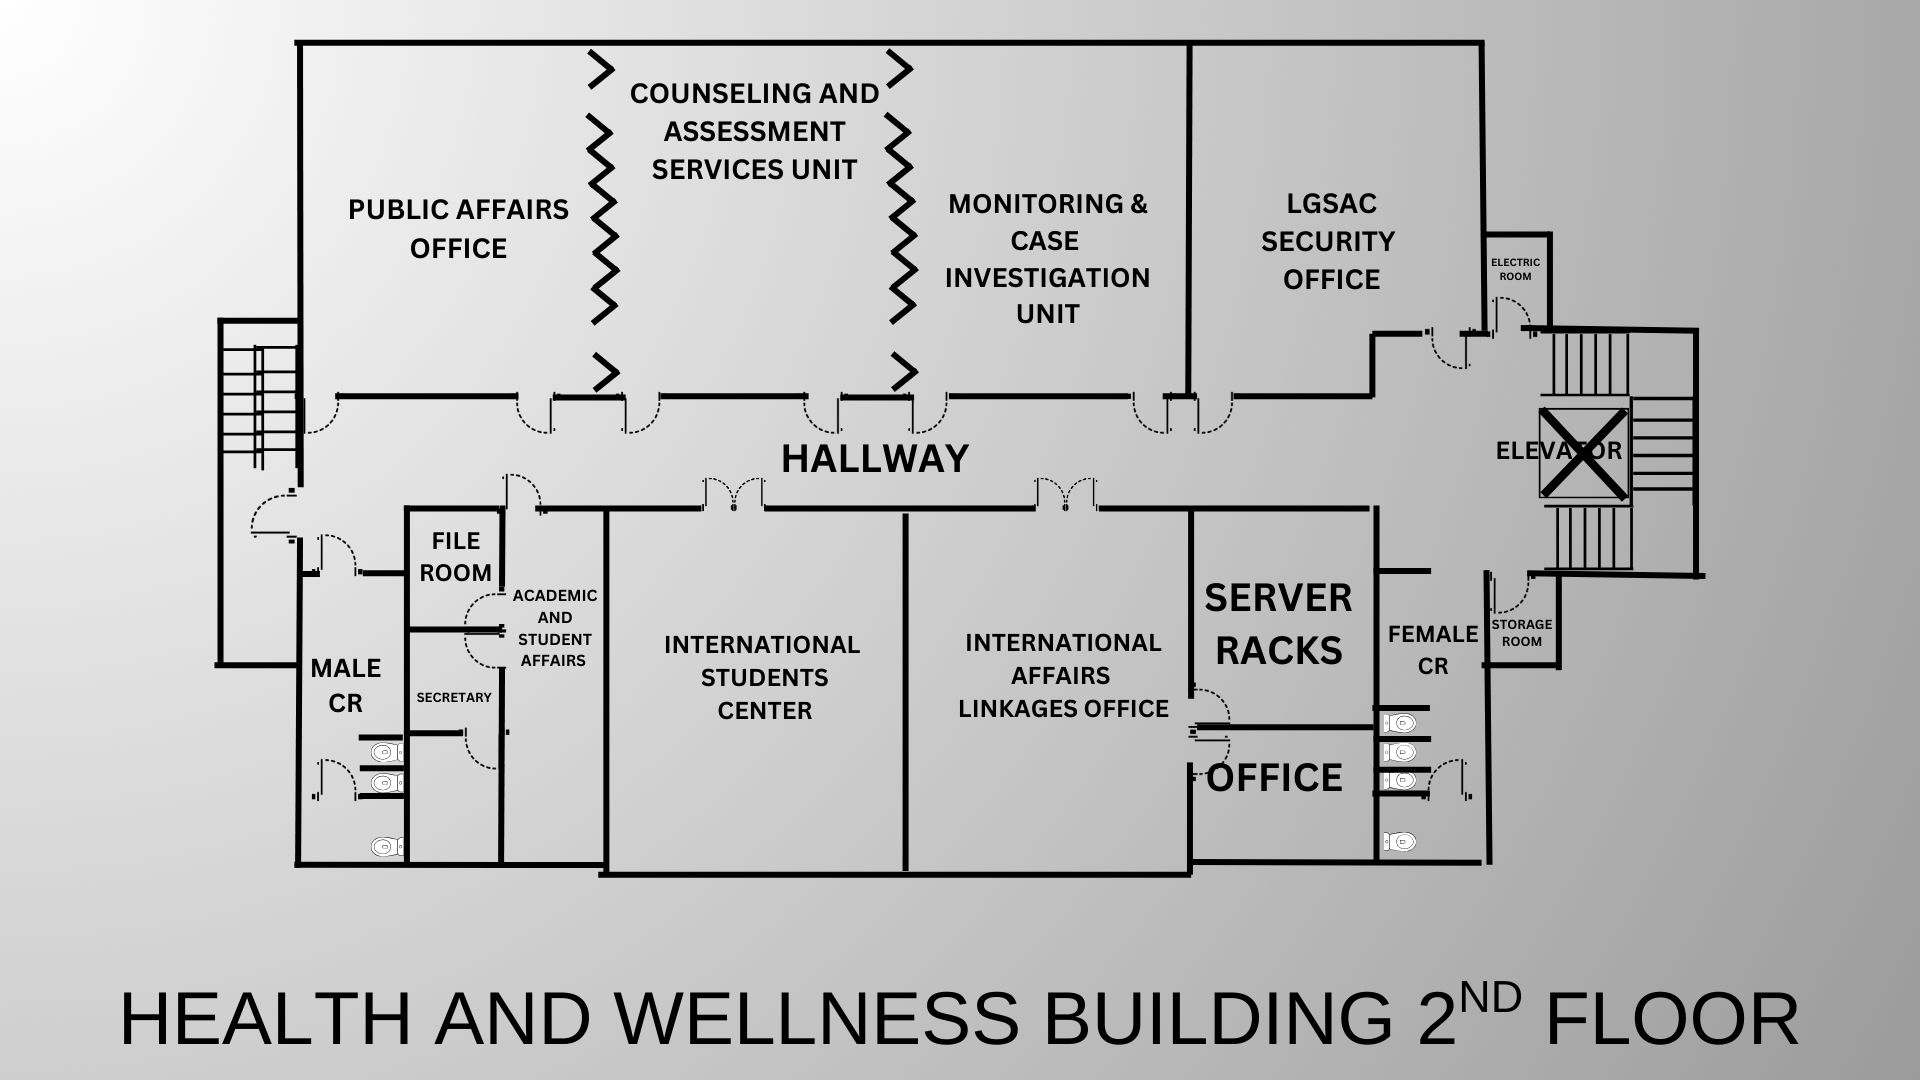 COUNSELING AND
ASSESSMENT
SERVICES UNIT
PUBLIC AFFAIRS
OFFICE
MONITORING &
CASE
INVESTIGATION
UNIT
LGSAC
SECURITY
OFFICE
ELECTRIC
ROOM
HALLWAY
ELEVATOR
FILE
ROOM
ACADEMIC
AND
STUDENT
AFFAIRS
SECRETARY
MALE
CR
INTERNATIONAL
STUDENTS
CENTER
INTERNATIONAL
AFFAIRS
LINKAGES OFFICE
SERVER
RACKS
OFFICE
FEMALE
CR
STORAGE
ROOM
HEALTH AND WELLNESS BUILDING 2ND FLOOR